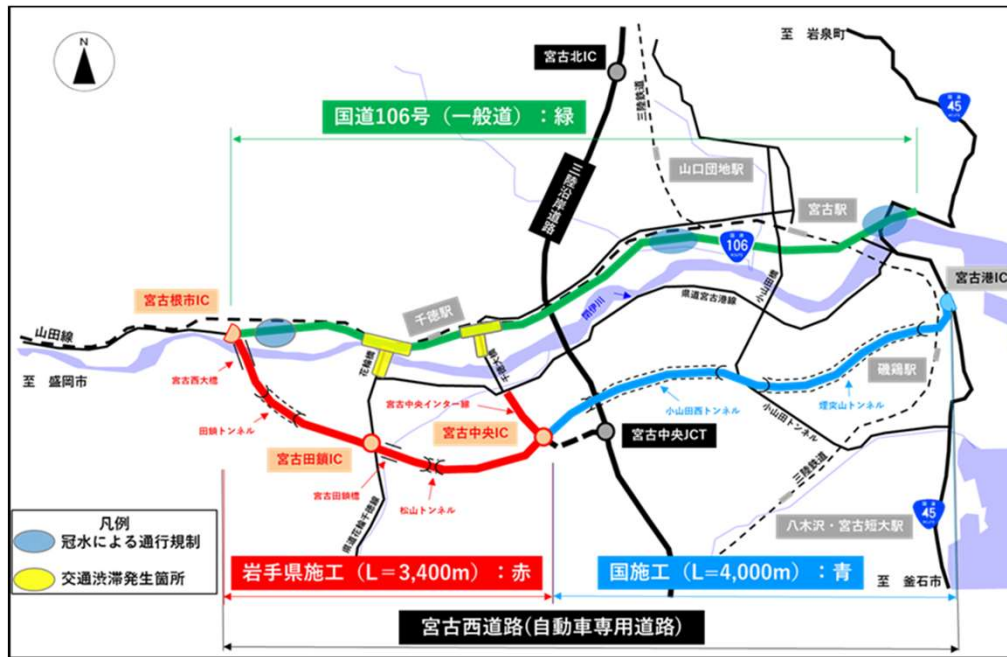 N
至 岩泉町
宮古北IC
三陸鉄道
国道
45
ROUTE
国道106号（一般道）：緑
山口団地駅
三陸沿岸道路
宮古駅
国道
106
ROUTE
宮古港IC
宮古根市IC
千徳駅
閉伊川
県道宮古港線
小山田橋
山田線
花輪橋
千徳大橋
至 盛岡市
宮古西大橋
磯鶏駅
宮古中央インター線
小山田西トンネル
煙突山トンネル
田鎖トンネル
宮古中央IC
小山田トンネル
宮古中央JCT
宮古田鎖IC
三陸鉄道
宮古田鎖橋
松山トンネル
県道花輪千徳線
国道
45
ROUTE
凡例
冠水による通行規制
交通渋滞発生箇所
八木沢・宮古短大駅
岩手県施工（L＝3,400m）：赤
国施工（L=4,000m）：青
至 釜石市
宮古西道路(自動車専用道路)